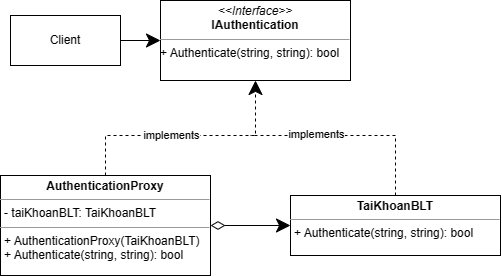 <<Interface>>
IAuthentication
Client
+ Authenticate(string, string): bool
implements
implements
AuthenticationProxy
- taiKhoanBLT: TaiKhoanBLT
+ AuthenticationProxy(TaiKhoanBLT)
+ Authenticate(string, string): bool
TaiKhoanBLT
+ Authenticate(string, string): bool